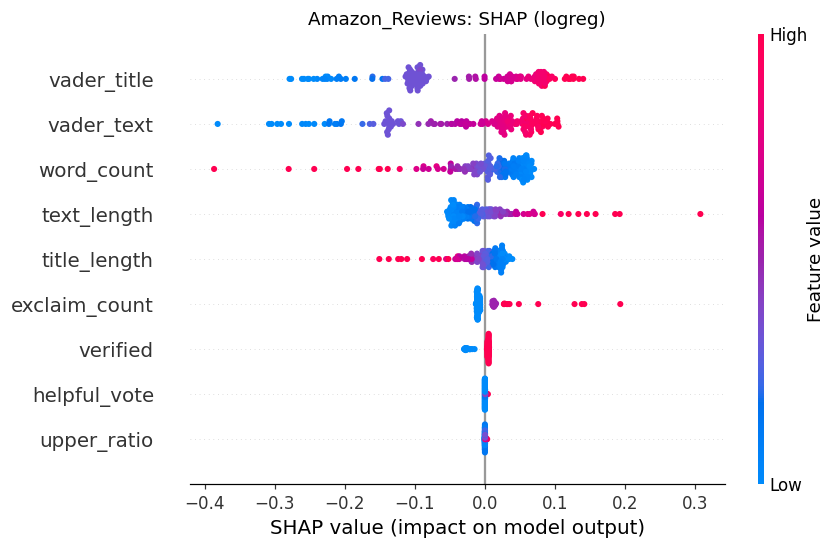 Amazon_Reviews: SHAP (logreg)
High
vader_title
vader_text
word_count
text_length
title_length
exclaim_count
verified
helpful_vote
upper_ratio
Feature value
Low
−0.4 −0.3 −0.2 −0.1 0.0 0.1 0.2 0.3
SHAP value (impact on model output)